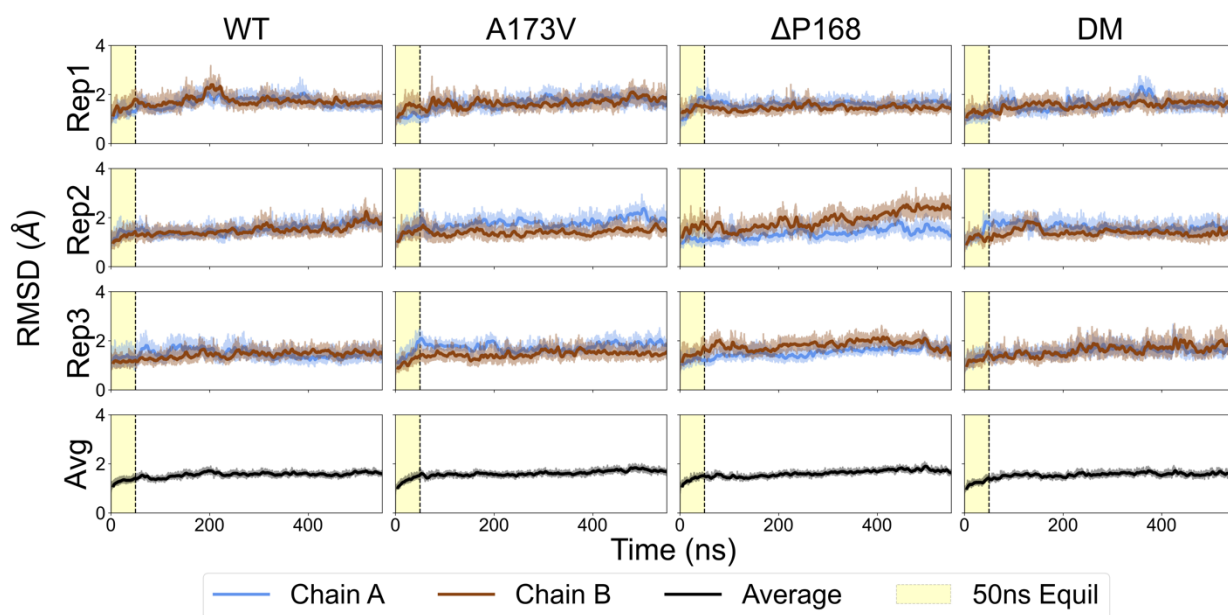 WT A173V ΔP168 DM
Rep1 4 2 0
Rep2 4 2 0
Rep3 4 2 0
Avg 4 2 0
RMSD (Å)
0 200 400 0 200 400 0 200 400 0 200 400
Time (ns)
Chain A Chain B Average 50ns Equil